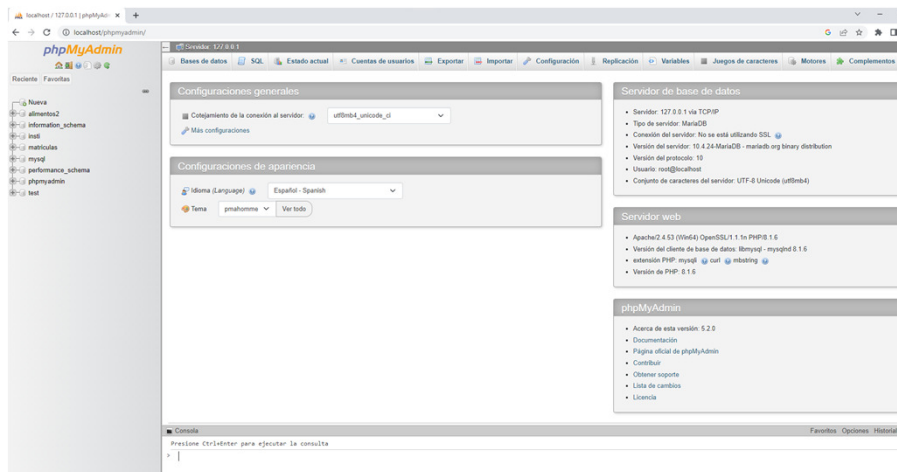 localhost / 127.0.0.1 | phpMyAdmin
localhost/phpmyadmin/
phpMyAdmin
Reciente Favoritas
Nueva
alimentos2
information_schema
insti
matriculas
mysql
performance_schema
phpmyadmin
test
Servidor: 127.0.0.1
Bases de datos SQL Estado actual Cuentas de usuarios Exportar Importar Configuración Replicación Variables Juegos de caracteres Motores Complementos
Configuraciones generales
Cotejamiento de la conexión al servidor: utf8mb4_unicode_ci
Más configuraciones
Configuraciones de apariencia
Idioma (Language) Español - Spanish
Tema pmahomme Ver todo
Servidor de base de datos
Servidor: 127.0.0.1 via TCP/IP
Tipo de servidor: MariaDB
Conexión del servidor: No se está utilizando SSL
Versión del servidor: 10.4.24-MariaDB - mariadb.org binary distribution
Versión del protocolo: 10
Usuario: root@localhost
Conjunto de caracteres del servidor: UTF-8 Unicode (utf8mb4)
Servidor web
Apache/2.4.53 (Win64) OpenSSL/1.1.1n PHP/8.1.6
Versión del cliente de base de datos: libmysql - mysqlnd 8.1.6
extensión PHP: mysqli curl mbstring
Versión de PHP: 8.1.6
phpMyAdmin
Acerca de esta versión: 5.2.0
Documentación
Página oficial de phpMyAdmin
Contribuir
Obtener soporte
Lista de cambios
Licencia
Consola Favoritos Opciones Historial
Presione Ctrl+Enter para ejecutar la consulta
>